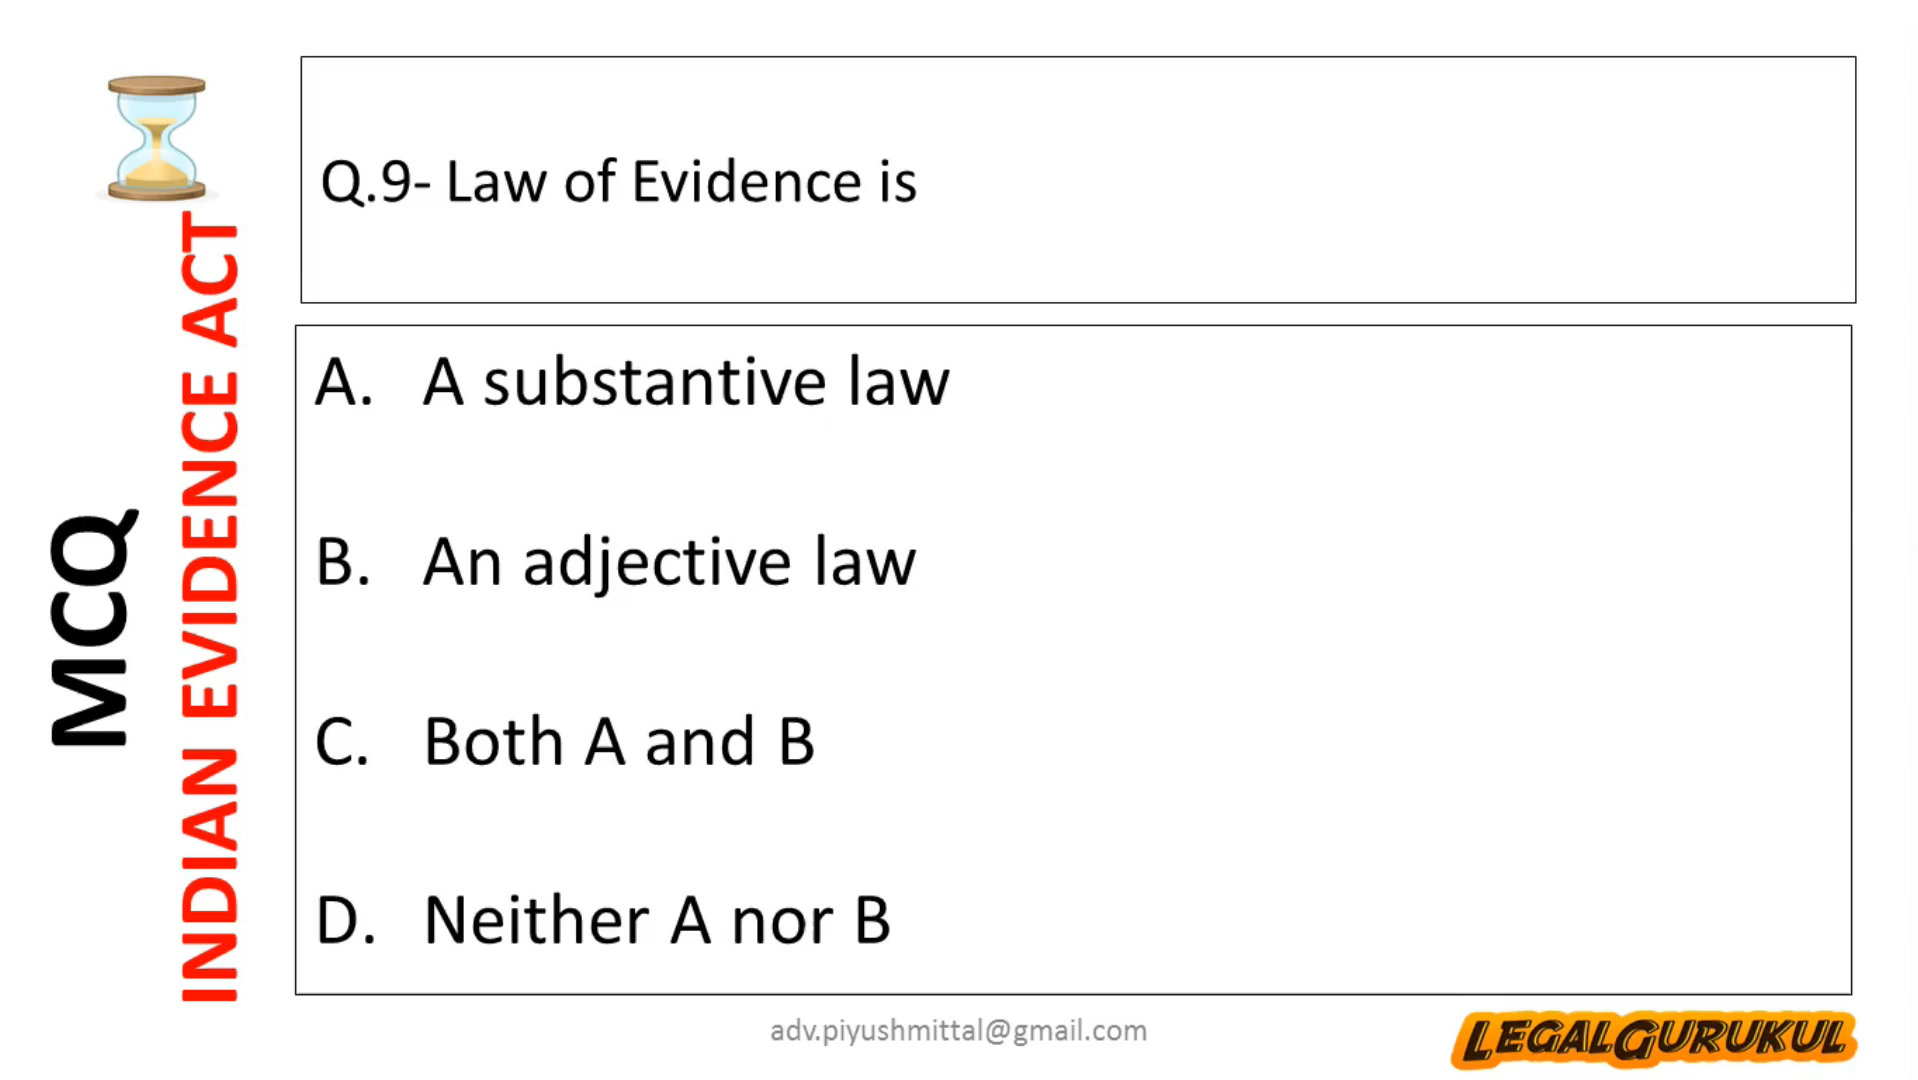 MCQ
INDIAN EVIDENCE ACT
Q.9- Law of Evidence is
A. A substantive law
B. An adjective law
C. Both A and B
D. Neither A nor B
adv.piyushmittal@gmail.com
LEGALGURUKUL